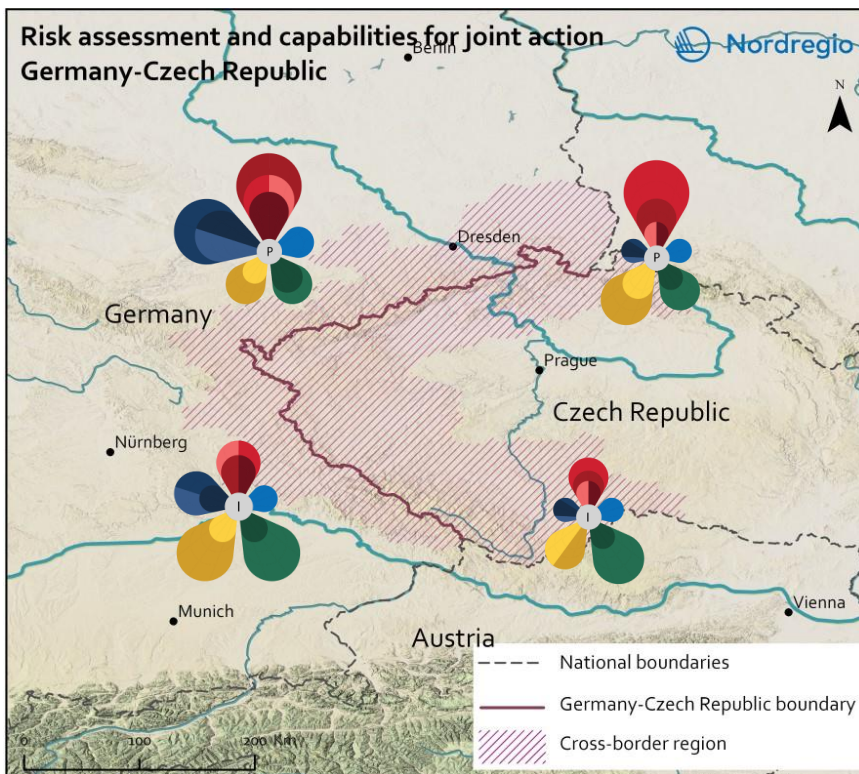 Risk assessment and capabilities for joint action
Germany-Czech Republic
Nordregio
Berlin
N
P
P
Dresden
Germany
Prague
Czech Republic
Nürnberg
I
I
Munich
Vienna
Austria
National boundaries
Germany-Czech Republic boundary
Cross-border region
0 100 200 Km